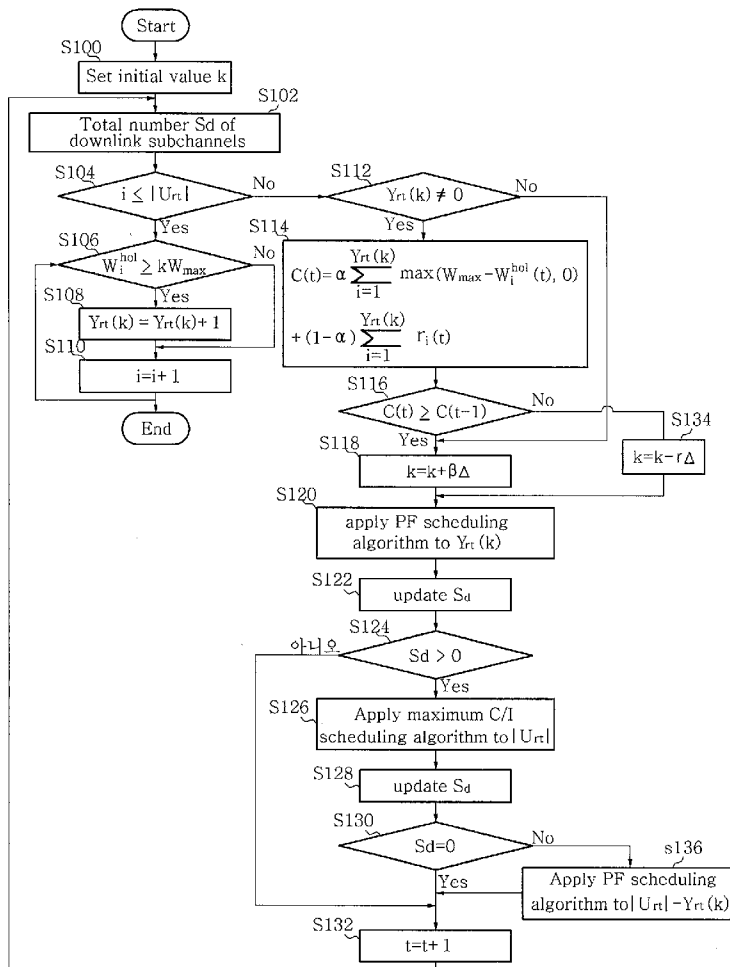 Start
S100
Set initial value k
S102
Total number Sd of
downlink subchannels
S104
i ≤ |Urt|
No
Yes
S106
Wi^hol ≥ kWmax
No
Yes
S108
Yrt(k) = Yrt(k)+1
S110
i=i+1
End
S112
Yrt(k) ≠ 0
No
Yes
S114
C(t)= α ∑_{i=1}^{Yrt(k)} max(Wmax−Wi^hol(t), 0)
+ (1-α) ∑_{i=1}^{Yrt(k)} ri(t)
S116
C(t) ≥ C(t-1)
No
Yes
S134
k=k-rΔ
S118
k=k+βΔ
S120
apply PF scheduling
algorithm to Yrt(k)
S122
update Sd
S124
아니오
Sd > 0
Yes
S126
Apply maximum C/I
scheduling algorithm to |Urt|
S128
update Sd
S130
Sd=0
No
Yes
s136
Apply PF scheduling
algorithm to |Urt|-Yrt(k)
S132
t=t+1